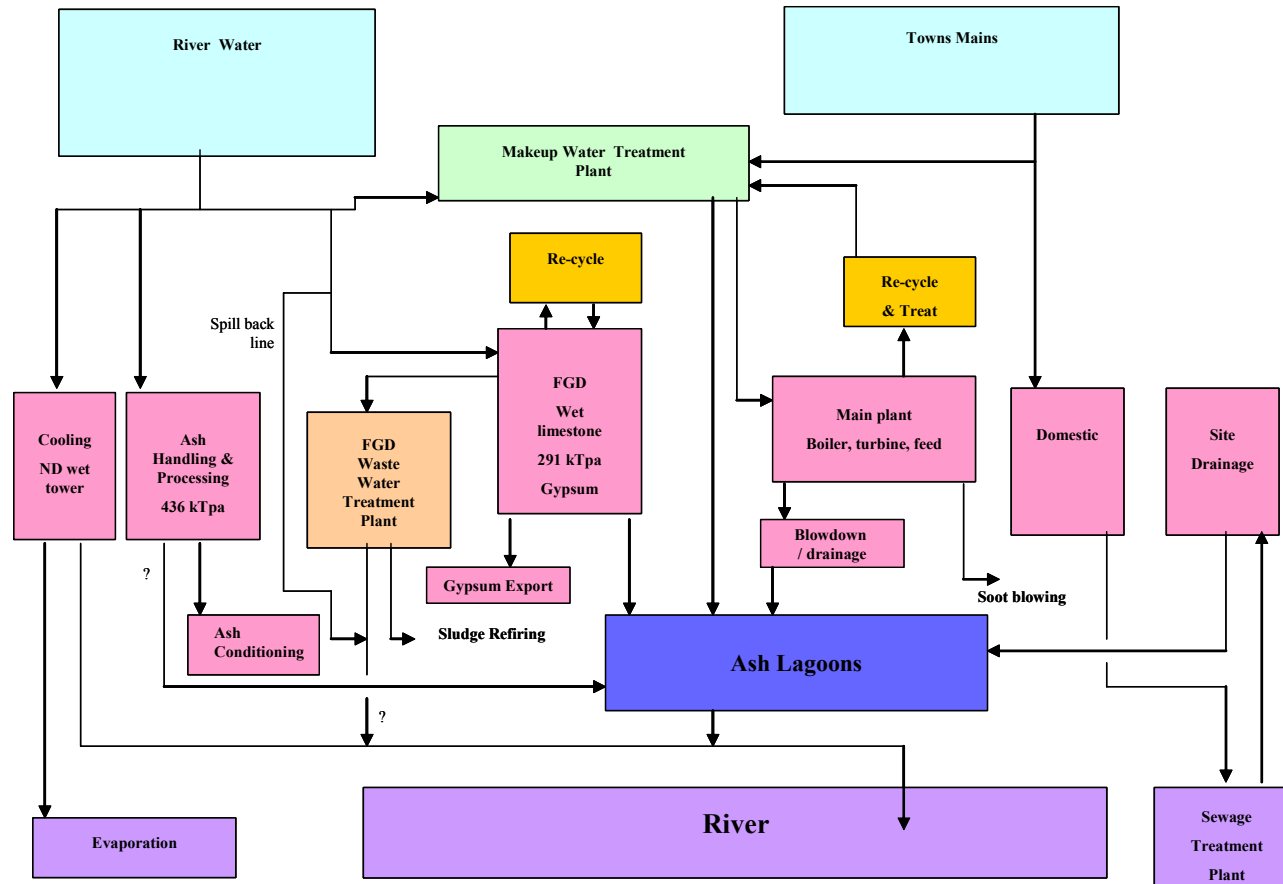 River Water
Towns Mains
Makeup Water Treatment
Plant
Re-cycle
Re-cycle
& Treat
Spill back
line
FGD
Wet
limestone
291 kTpa
Gypsum
Main plant
Boiler, turbine, feed
Cooling
ND wet
tower
Ash
Handling &
Processing
436 kTpa
FGD
Waste
Water
Treatment
Plant
Domestic
Site
Drainage
Blowdown
/ drainage
?
Gypsum Export
Soot blowing
Ash
Conditioning
Sludge Refiring
Ash Lagoons
?
River
Evaporation
Sewage
Treatment
Plant